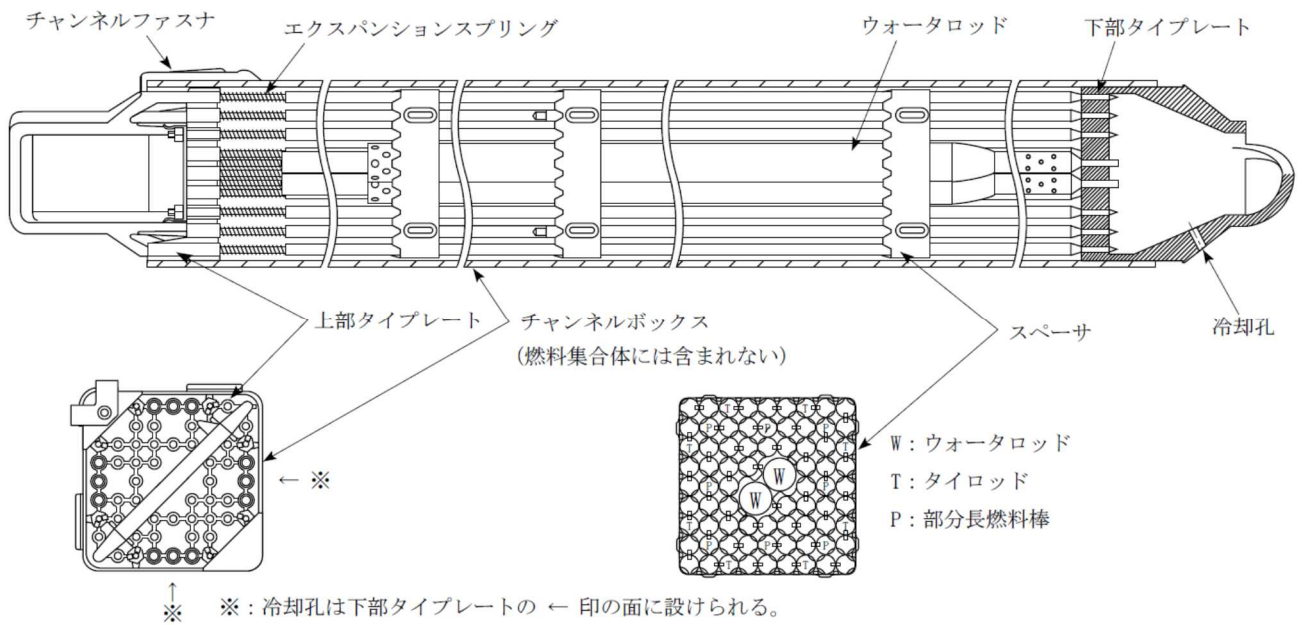 チャンネルファスナ
エクスパンションスプリング
ウォータロッド
下部タイプレート
上部タイプレート
チャンネルボックス
(燃料集合体には含まれない)
スペーサ
冷却孔
← ※
↑
※
※:冷却孔は下部タイプレートの ← 印の面に設けられる。
T T
P P P
T T
P P
W
W
P P
T T
P P P
T T
W:ウォータロッド
T:タイロッド
P:部分長燃料棒